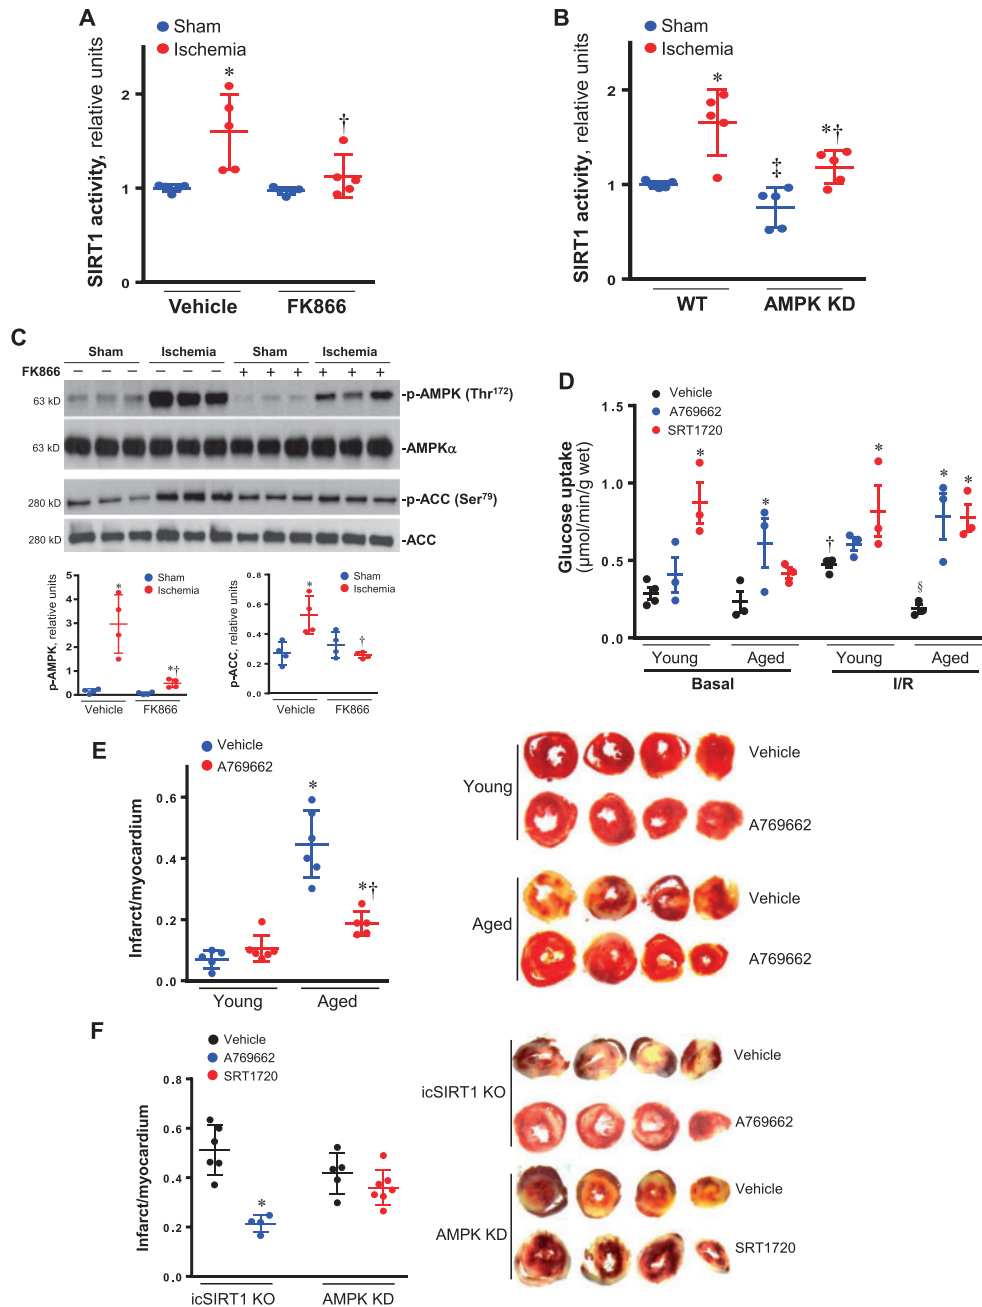 A
Sham
Ischemia
SIRT1 activity, relative units
2
1
0
*
†
Vehicle
FK866
B
Sham
Ischemia
SIRT1 activity, relative units
2
1
0
*
‡
*†
WT
AMPK KD
C
Sham Ischemia Sham Ischemia
FK866 – – – – – – + + + + + +
63 kD -p-AMPK (Thr172)
63 kD -AMPKα
280 kD -p-ACC (Ser79)
280 kD -ACC
p-AMPK, relative units
5
4
3
2
1
0
Sham
Ischemia
*
*†
Vehicle FK866
p-ACC, relative units
0.8
0.6
0.4
0.2
0.0
Sham
Ischemia
*
†
Vehicle FK866
D
Vehicle
A769662
SRT1720
Glucose uptake
(μmol/min/g wet)
1.5
1.0
0.5
0.0
*
*
†
*
§
*
*
Young Aged Young Aged
Basal I/R
E
Vehicle
A769662
Infarct/myocardium
0.6
0.4
0.2
0.0
*
*†
Young Aged
Young
Vehicle
A769662
Aged
Vehicle
A769662
F
Vehicle
A769662
SRT1720
Infarct/myocardium
0.8
0.6
0.4
0.2
0.0
*
icSIRT1 KO AMPK KD
icSIRT1 KO
Vehicle
A769662
AMPK KD
Vehicle
SRT1720